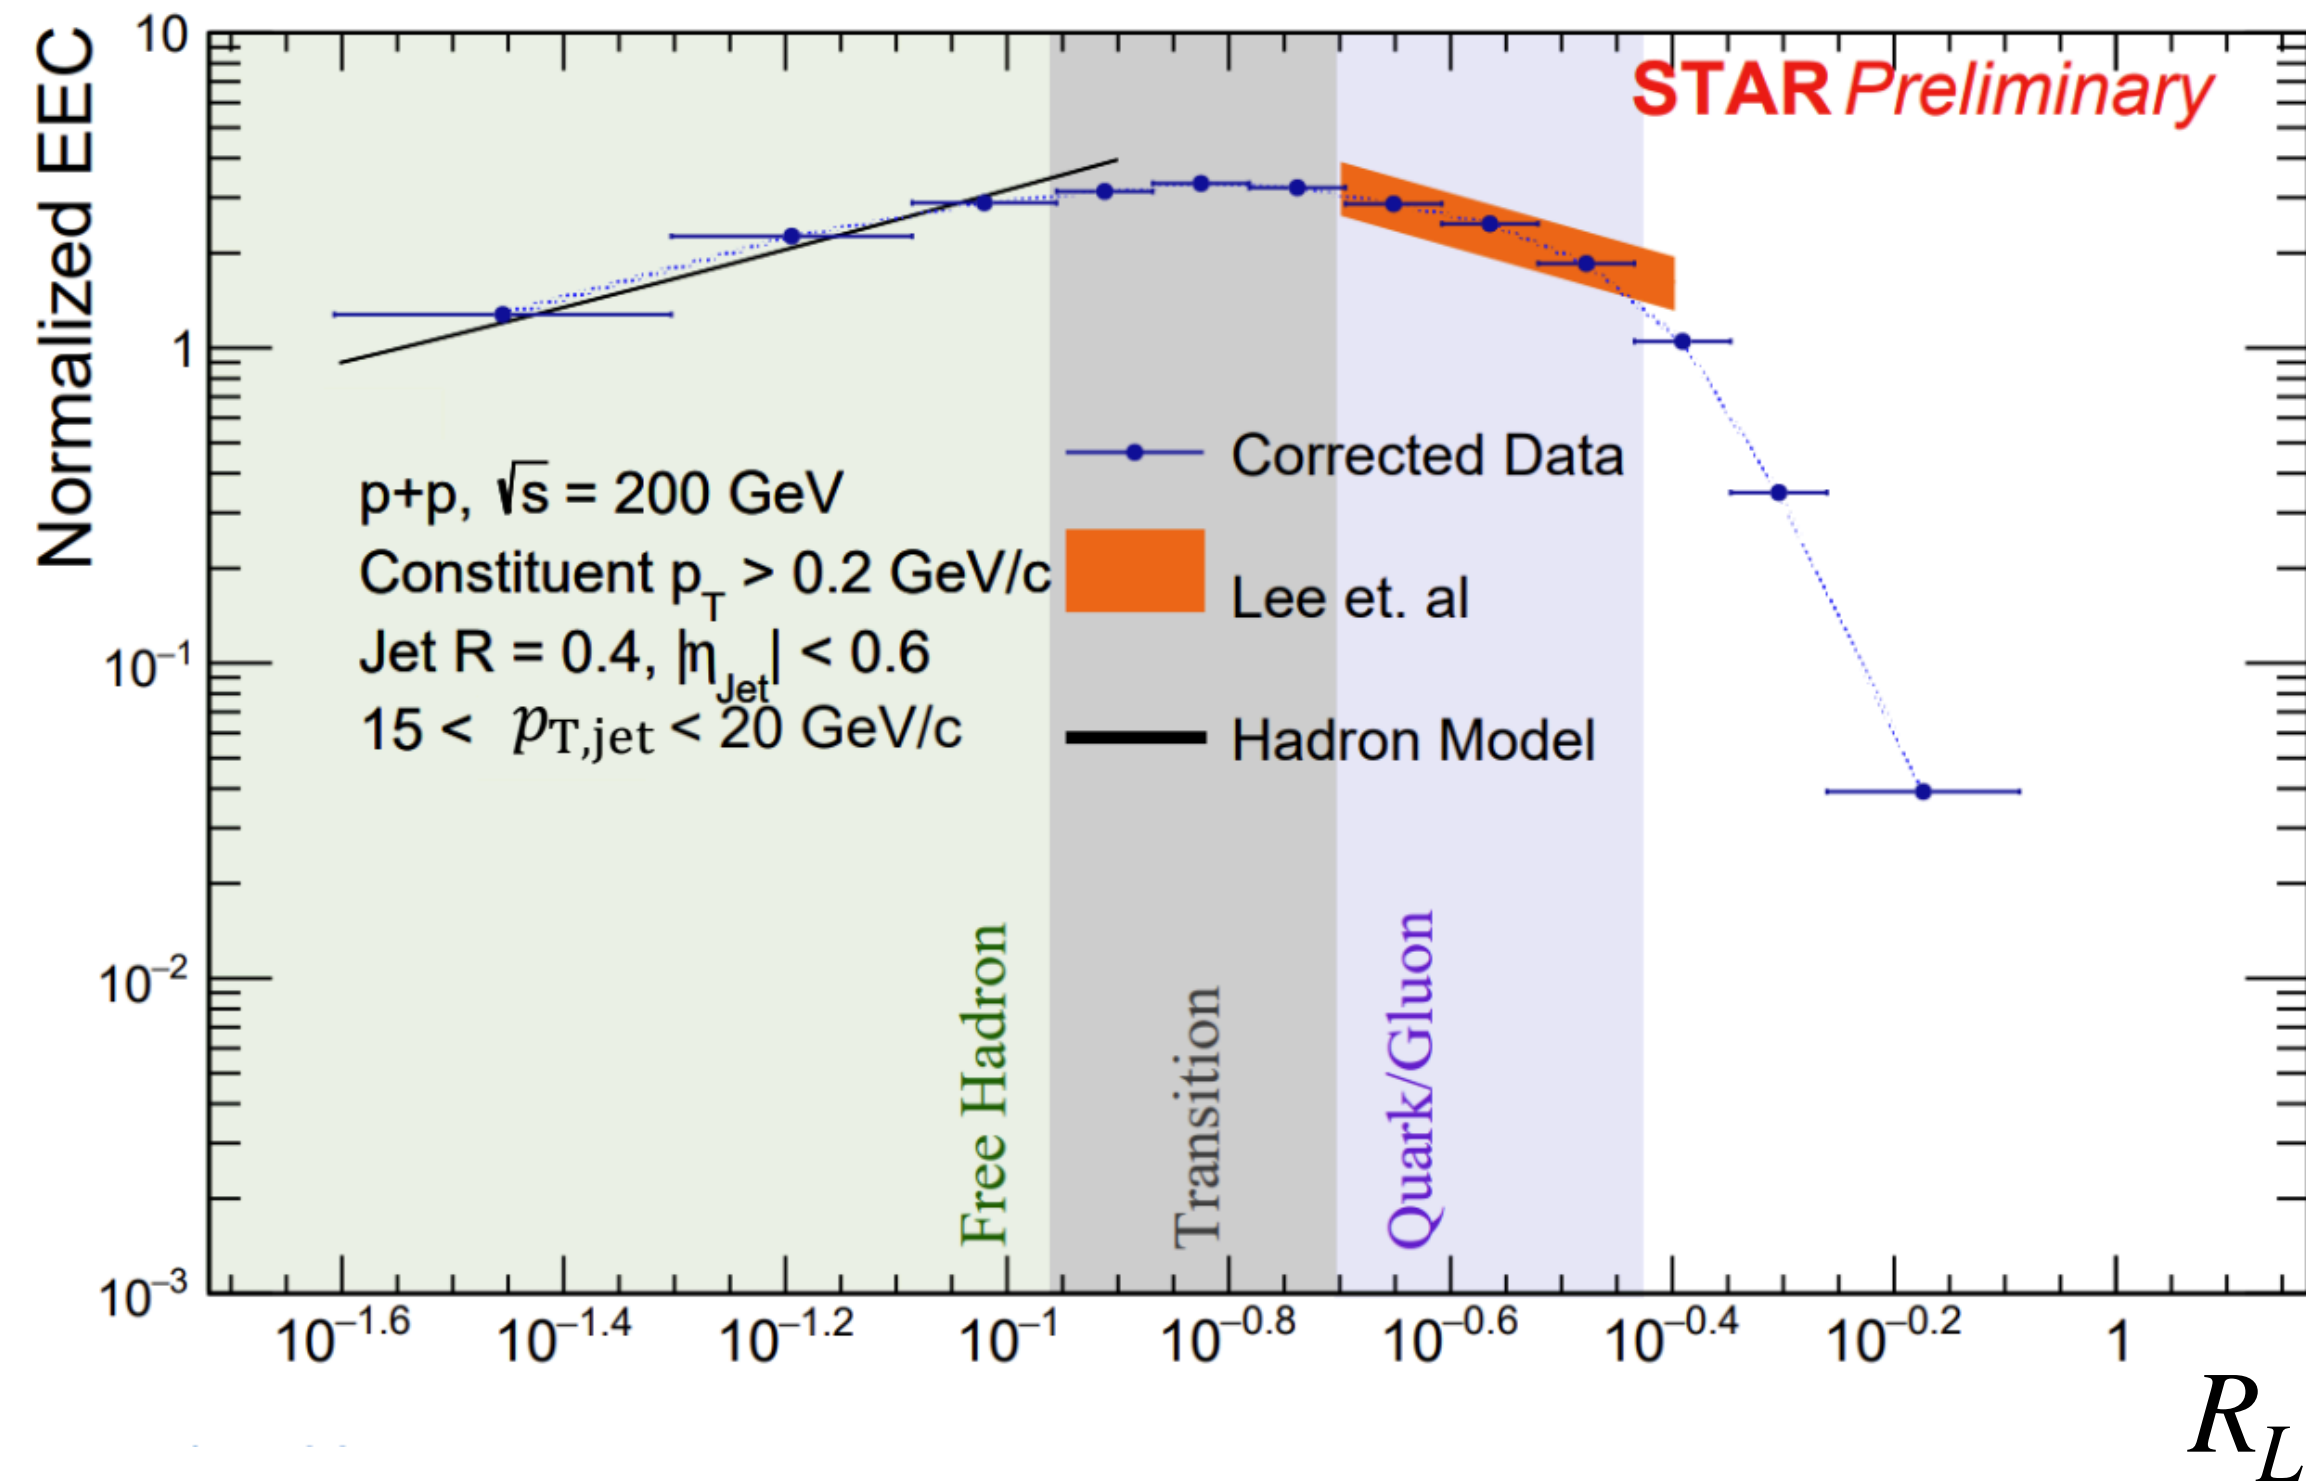 Normalized EEC
10
1
10⁻¹
10⁻²
10⁻³
STAR Preliminary
p+p, √s = 200 GeV
Constituent p_T > 0.2 GeV/c
Jet R = 0.4, |η_Jet| < 0.6
15 < p_T,jet < 20 GeV/c
Corrected Data
Lee et. al
Hadron Model
Free Hadron
Transition
Quark/Gluon
10⁻¹·⁶ 10⁻¹·⁴ 10⁻¹·² 10⁻¹ 10⁻⁰·⁸ 10⁻⁰·⁶ 10⁻⁰·⁴ 10⁻⁰·² 1
R_L